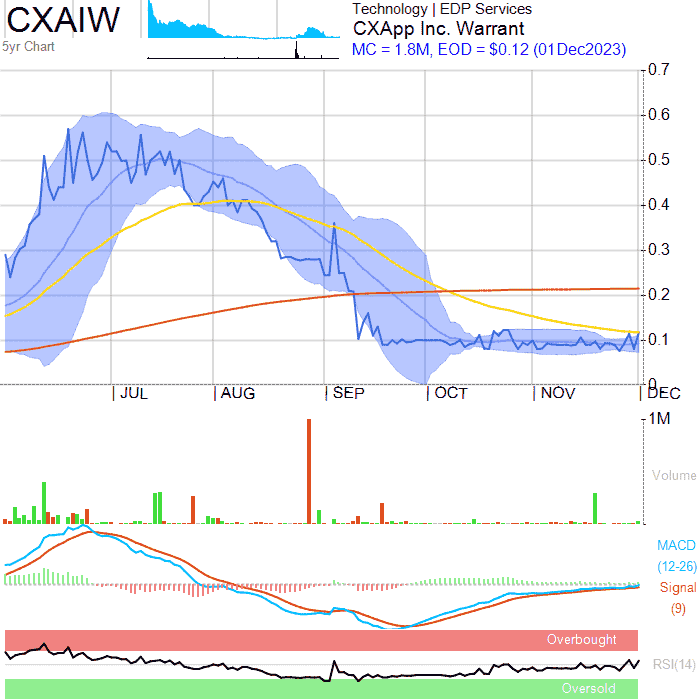 CXAIW
5yr Chart
Technology | EDP Services
CXApp Inc. Warrant
MC = 1.8M, EOD = $0.12 (01Dec2023)
0.7
0.6
0.5
0.4
0.3
0.2
0.1
0
JUL
AUG
SEP
OCT
NOV
DEC
1M
Volume
MACD
(12-26)
Signal
(9)
Overbought
RSI(14)
Oversold